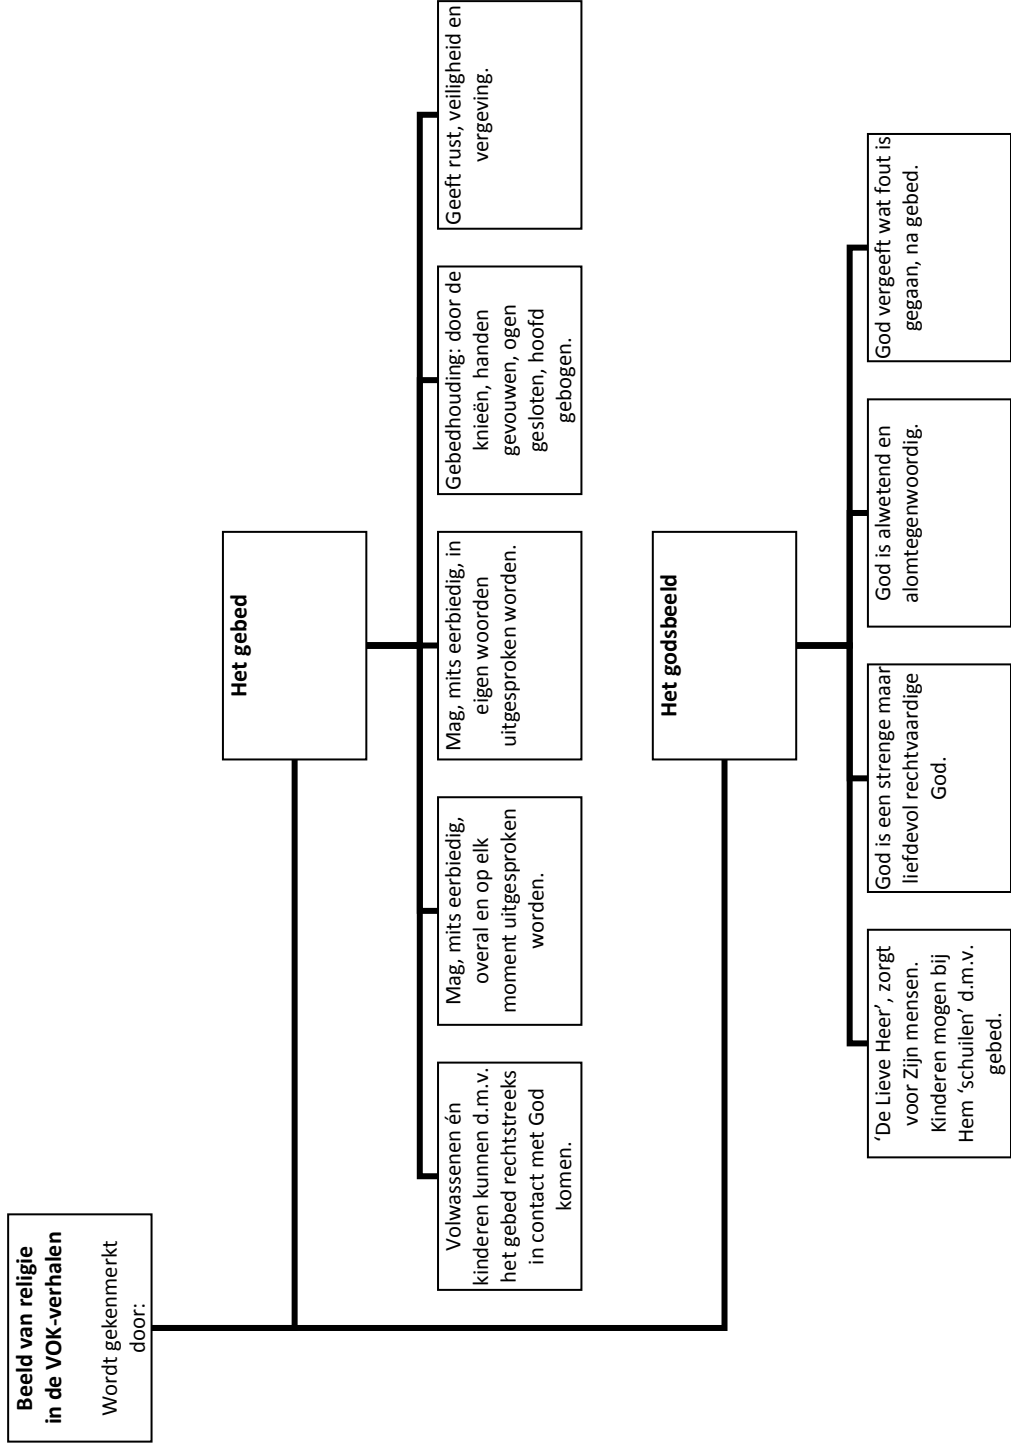 Beeld van religie
in de VOK-verhalen
Wordt gekenmerkt
door:
Het gebed
Volwassenen én
kinderen kunnen d.m.v.
het gebed rechtstreeks
in contact met God
komen.
Mag, mits eerbiedig,
overal en op elk
moment uitgesproken
worden.
Mag, mits eerbiedig, in
eigen woorden
uitgesproken worden.
Gebedhouding: door de
knieën, handen
gevouwen, ogen
gesloten, hoofd
gebogen.
Geeft rust, veiligheid en
vergeving.
Het godsbeeld
‘De Lieve Heer’, zorgt
voor Zijn mensen.
Kinderen mogen bij
Hem ‘schuilen’ d.m.v.
gebed.
God is een strenge maar
liefdevol rechtvaardige
God.
God is alwetend en
alomtegenwoordig.
God vergeeft wat fout is
gegaan, na gebed.